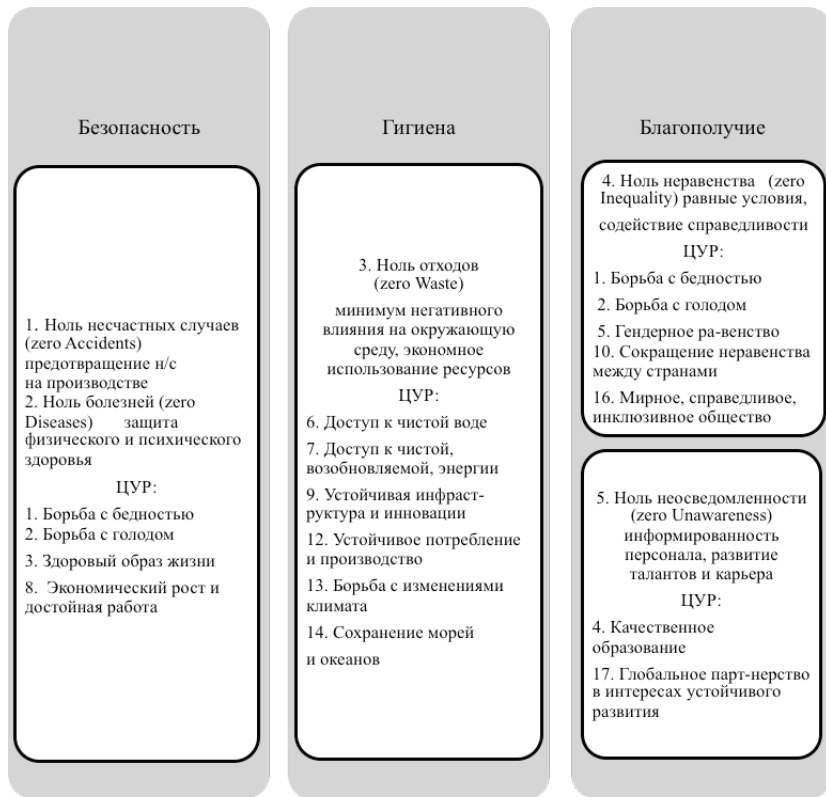 Безопасность
1. Ноль несчастных случаев
(zero Accidents)
предотвращение н/с
на производстве
2. Ноль болезней (zero
Diseases) защита
физического и психического
здоровья
ЦУР:
1. Борьба с бедностью
2. Борьба с голодом
3. Здоровый образ жизни
8. Экономический рост и
достойная работа
Гигиена
3. Ноль отходов
(zero Waste)
минимум негативного
влияния на окружающую
среду, экономное
использование ресурсов
ЦУР:
6. Доступ к чистой воде
7. Доступ к чистой,
возобновляемой, энергии
9. Устойчивая инфраст-
руктура и инновации
12. Устойчивое потребление
и производство
13. Борьба с изменениями
климата
14. Сохранение морей
и океанов
Благополучие
4. Ноль неравенства (zero
Inequality) равные условия,
содействие справедливости
ЦУР:
1. Борьба с бедностью
2. Борьба с голодом
5. Гендерное ра-венство
10. Сокращение неравенства
между странами
16. Мирное, справедливое,
инклюзивное общество
5. Ноль неосведомленности
(zero Unawareness)
информированность
персонала, развитие
талантов и карьера
ЦУР:
4. Качественное
образование
17. Глобальное парт-нерство
в интересах устойчивого
развития